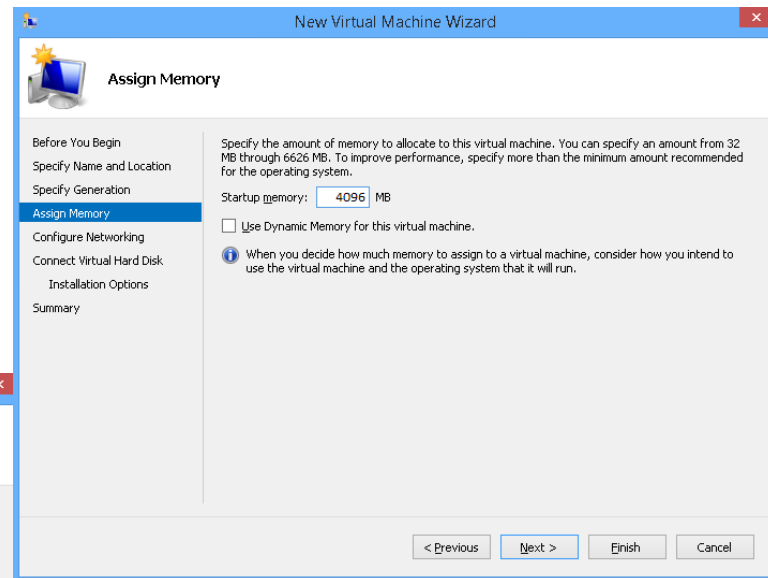 New Virtual Machine Wizard
Assign Memory
Before You Begin
Specify Name and Location
Specify Generation
Assign Memory
Configure Networking
Connect Virtual Hard Disk
Installation Options
Summary
Specify the amount of memory to allocate to this virtual machine. You can specify an amount from 32
MB through 6626 MB. To improve performance, specify more than the minimum amount recommended
for the operating system.
Startup memory: 4096 MB
Use Dynamic Memory for this virtual machine.
When you decide how much memory to assign to a virtual machine, consider how you intend to
use the virtual machine and the operating system that it will run.
< Previous Next > Finish Cancel